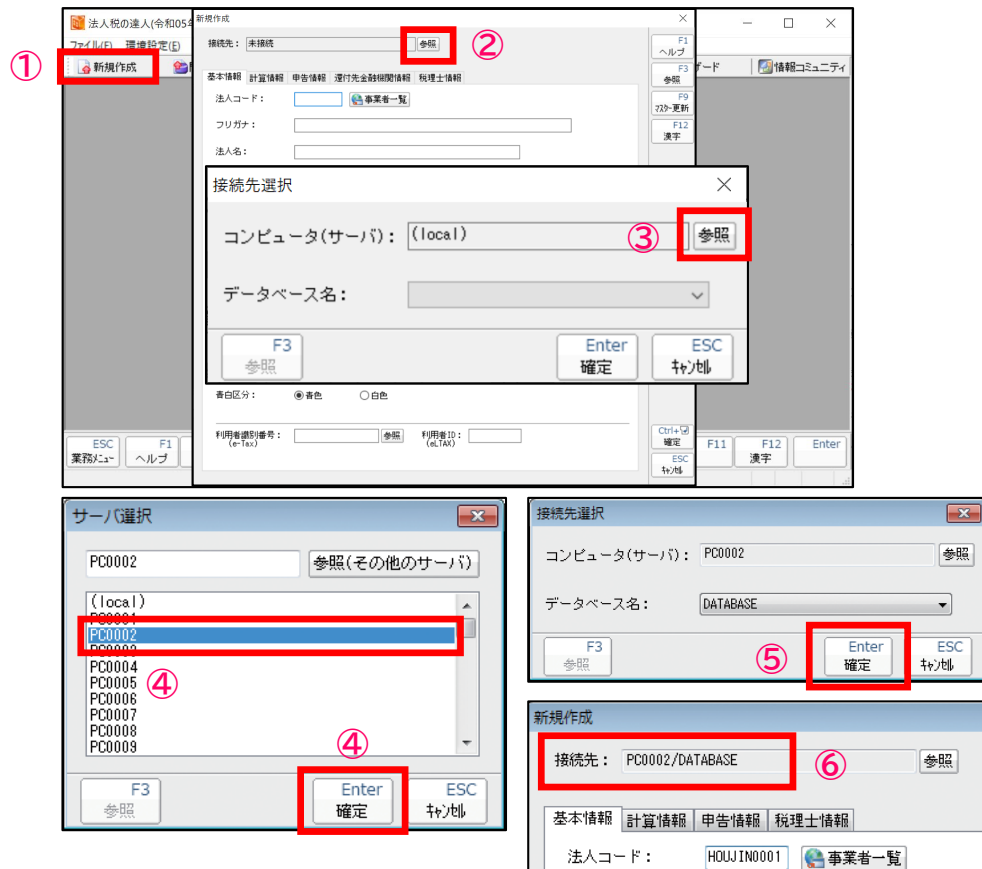 法人税の達人(令和05年
ファイル(F) 環境設定(E)
① 新規作成
ード 情報コミュニティ
新規作成
接続先： 未接続 参照 ②
基本情報 計算情報 申告情報 還付先金融機関情報 税理士情報
法人コード： 事業者一覧
フリガナ：
法人名：
F1
ヘルプ
F3
参照
F9
マスター更新
F12
漢字
接続先選択
コンピュータ(サーバ)： (local) ③ 参照
データベース名：
F3 Enter ESC
参照 確定 ｷｬﾝｾﾙ
青白区分： 青色 白色
利用者識別番号： 参照 利用者ID：
(e-Tax) (eLTAX)
Ctrl+
確定
ESC
ｷｬﾝｾﾙ
ESC F1 F11 F12 Enter
業務ﾒﾆｭｰ ヘルプ 漢字
サーバ選択
PC0002 参照(その他のサーバ)
(local)
PC0001
PC0002
PC0003
PC0004
PC0005 ④
PC0006
PC0007
PC0008 ④
PC0009
F3 Enter ESC
参照 確定 ｷｬﾝｾﾙ
接続先選択
コンピュータ(サーバ)： PC0002 参照
データベース名： DATABASE
F3 ⑤ Enter ESC
参照 確定 ｷｬﾝｾﾙ
新規作成
接続先： PC0002/DATABASE ⑥ 参照
基本情報 計算情報 申告情報 税理士情報
法人コード： HOUJIN0001 事業者一覧